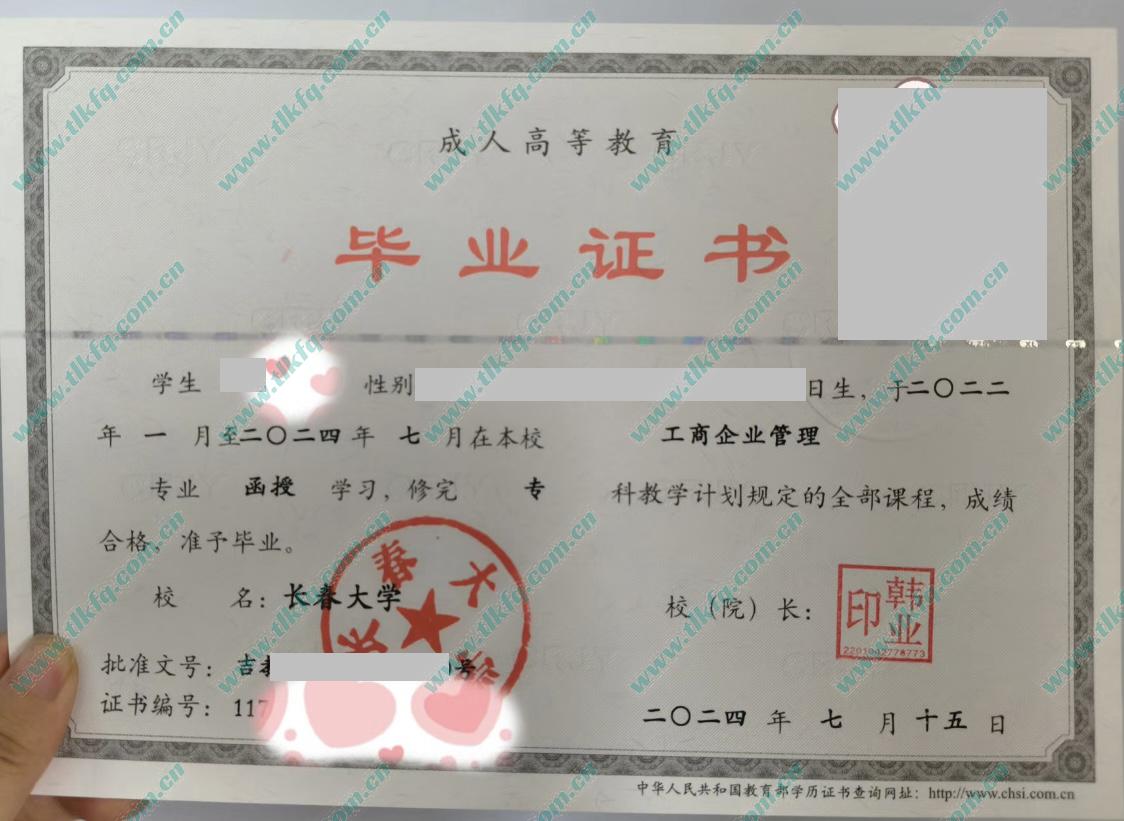 成人高等教育
毕业证书
学生 性别 日生，于二〇二二
年 一 月至二〇二四年 七 月在本校 工商企业管理
专业 函授 学习，修完 专 科教学计划规定的全部课程，成绩
合格，准予毕业。
校 名：长春大学 校（院）长：
韩业印
2201042778773
长春大学
批准文号：吉 号
证书编号：117
二〇二四 年 七 月 十五 日
中华人民共和国教育部学历证书查询网址：http://www.chsi.com.cn
www.tlkfq.com.cn